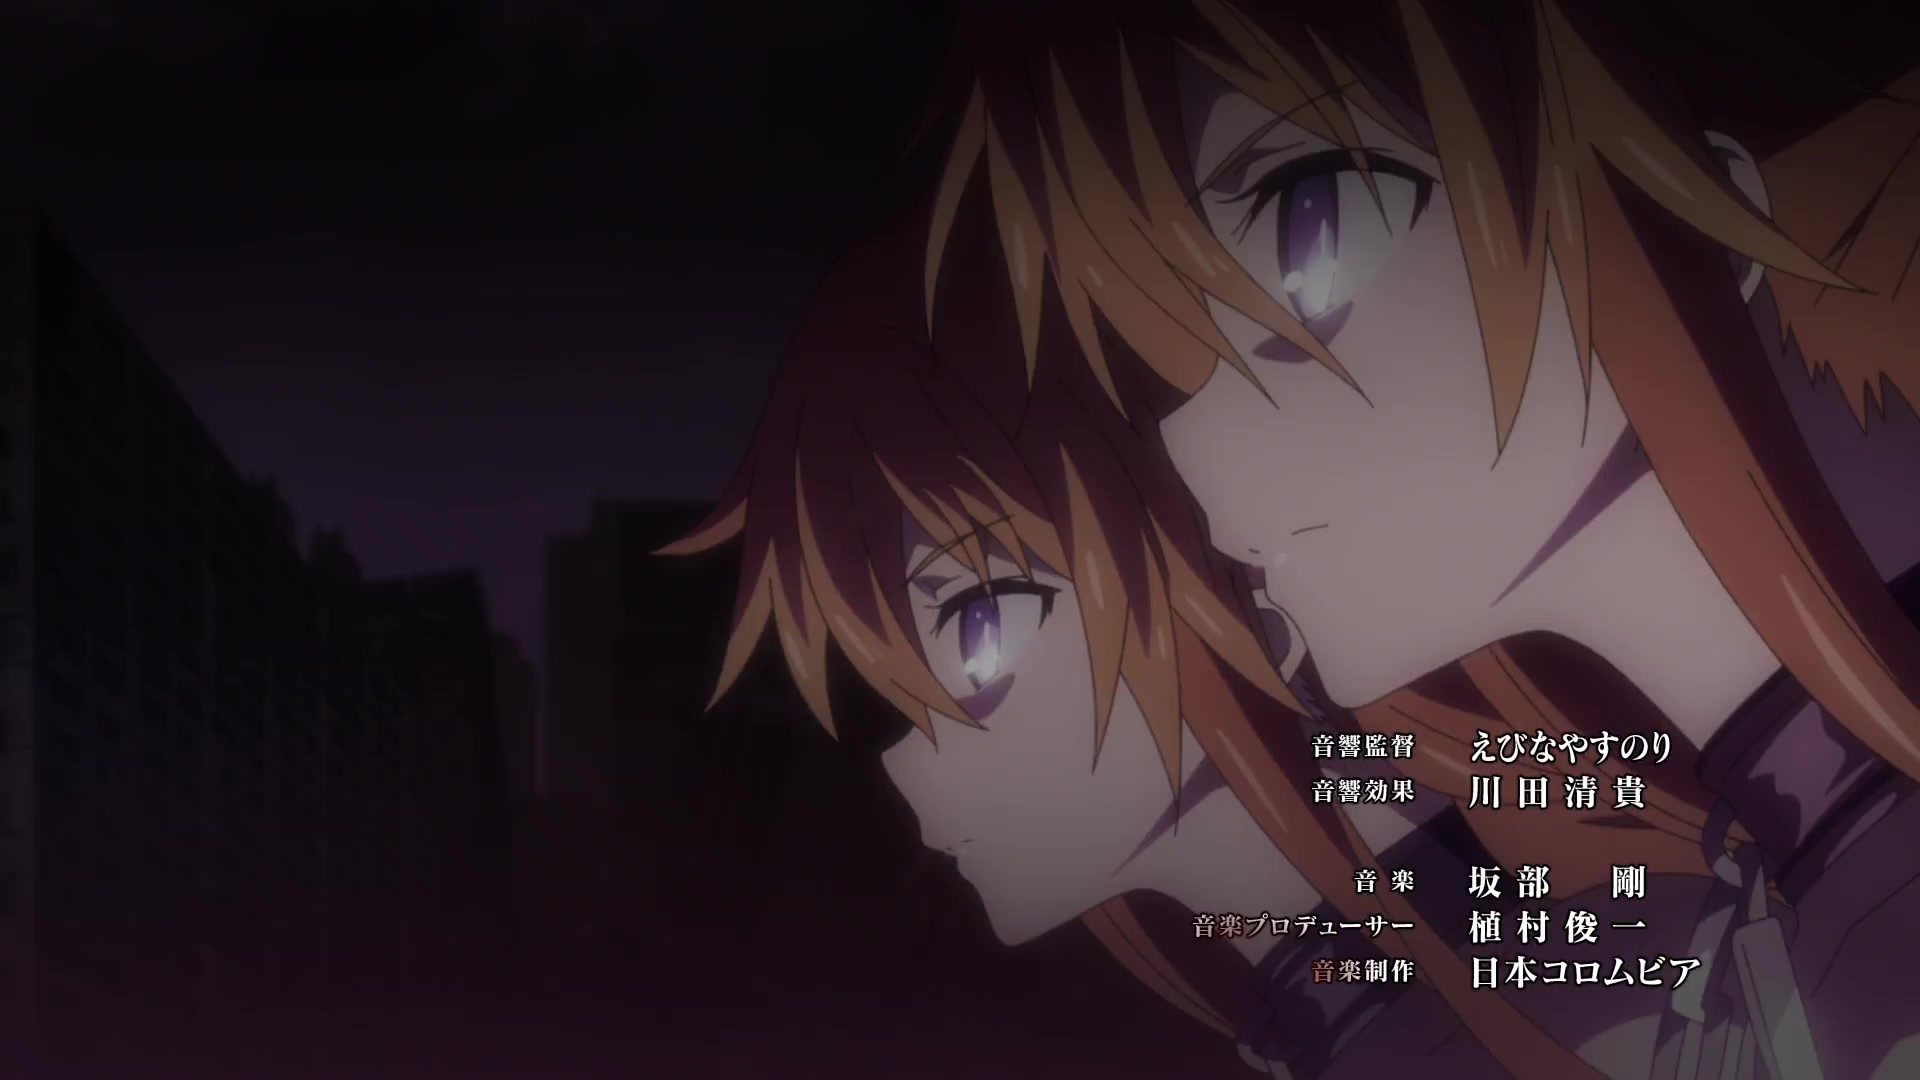 音響監督 えびなやすのり
音響効果 川田清貴
音楽 坂部 剛
音楽プロデューサー 植村俊一
音楽制作 日本コロムビア